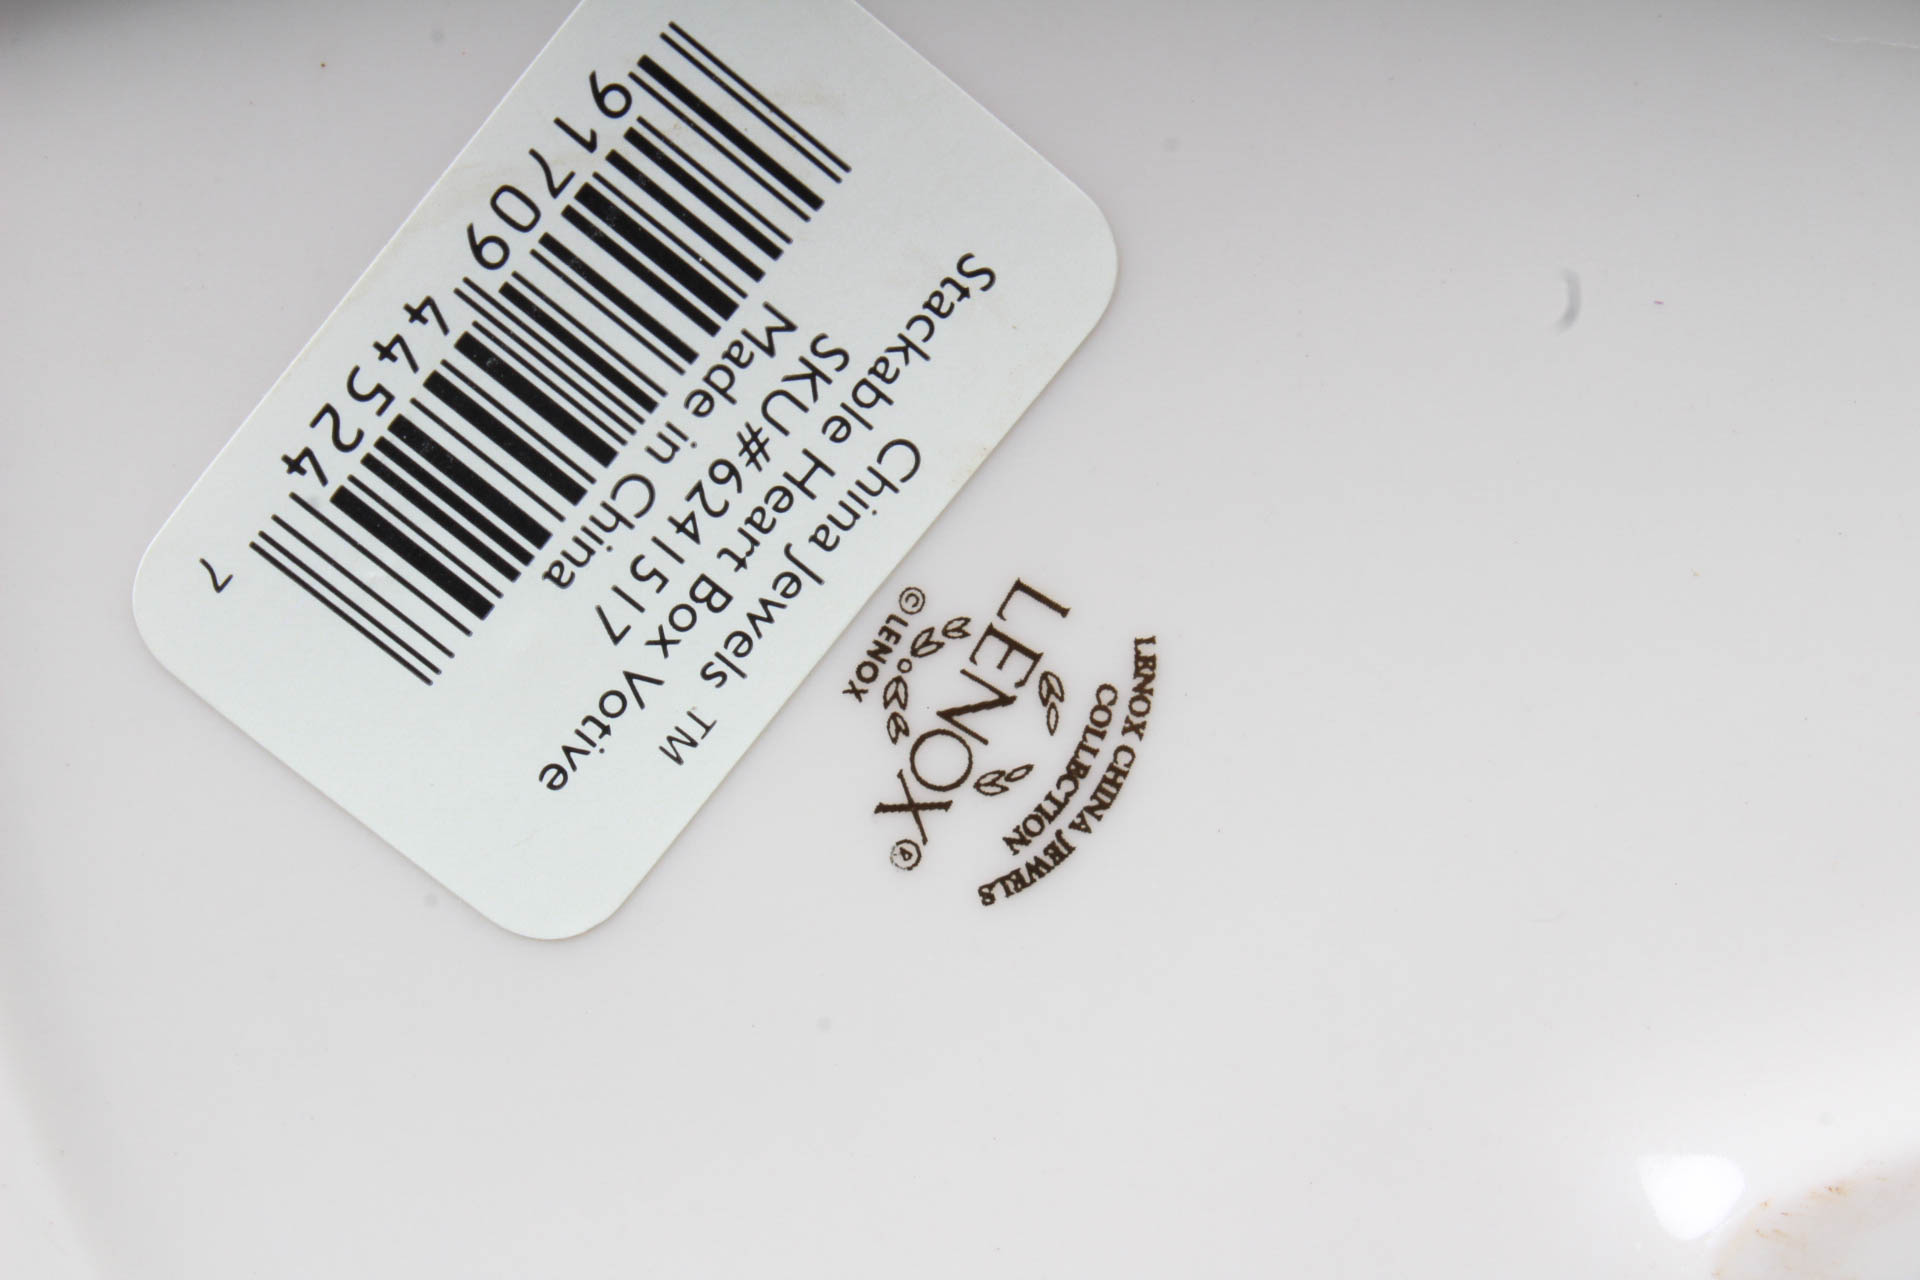 China Jewels ™
Stackable Heart Box Votive
SKU#6241517
Made in China
91709 44524 7
LENOX CHINA JEWELS
COLLECTION
LENOX®
©LENOX